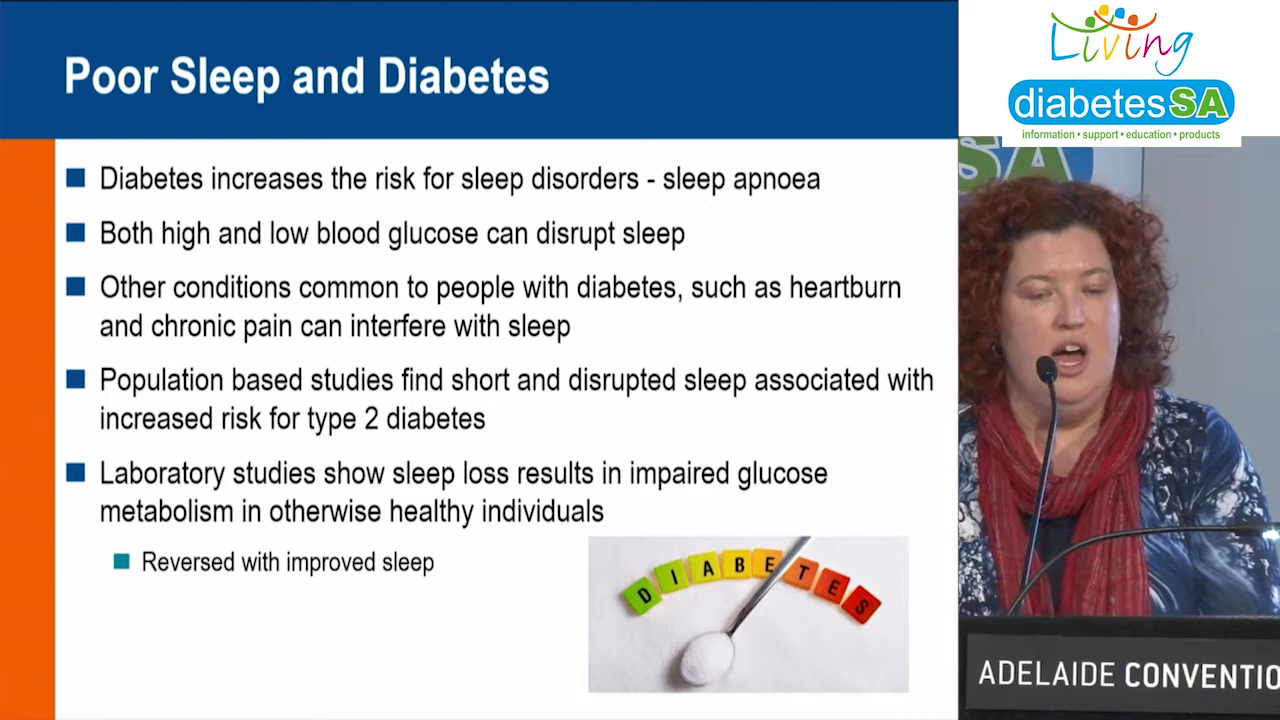 Poor Sleep and Diabetes
Diabetes increases the risk for sleep disorders - sleep apnoea
Both high and low blood glucose can disrupt sleep
Other conditions common to people with diabetes, such as heartburn
and chronic pain can interfere with sleep
Population based studies find short and disrupted sleep associated with
increased risk for type 2 diabetes
Laboratory studies show sleep loss results in impaired glucose
metabolism in otherwise healthy individuals
Reversed with improved sleep
DIABETES
Living
diabetesSA
information • support • education • products
SA
ADELAIDE CONVENTIO